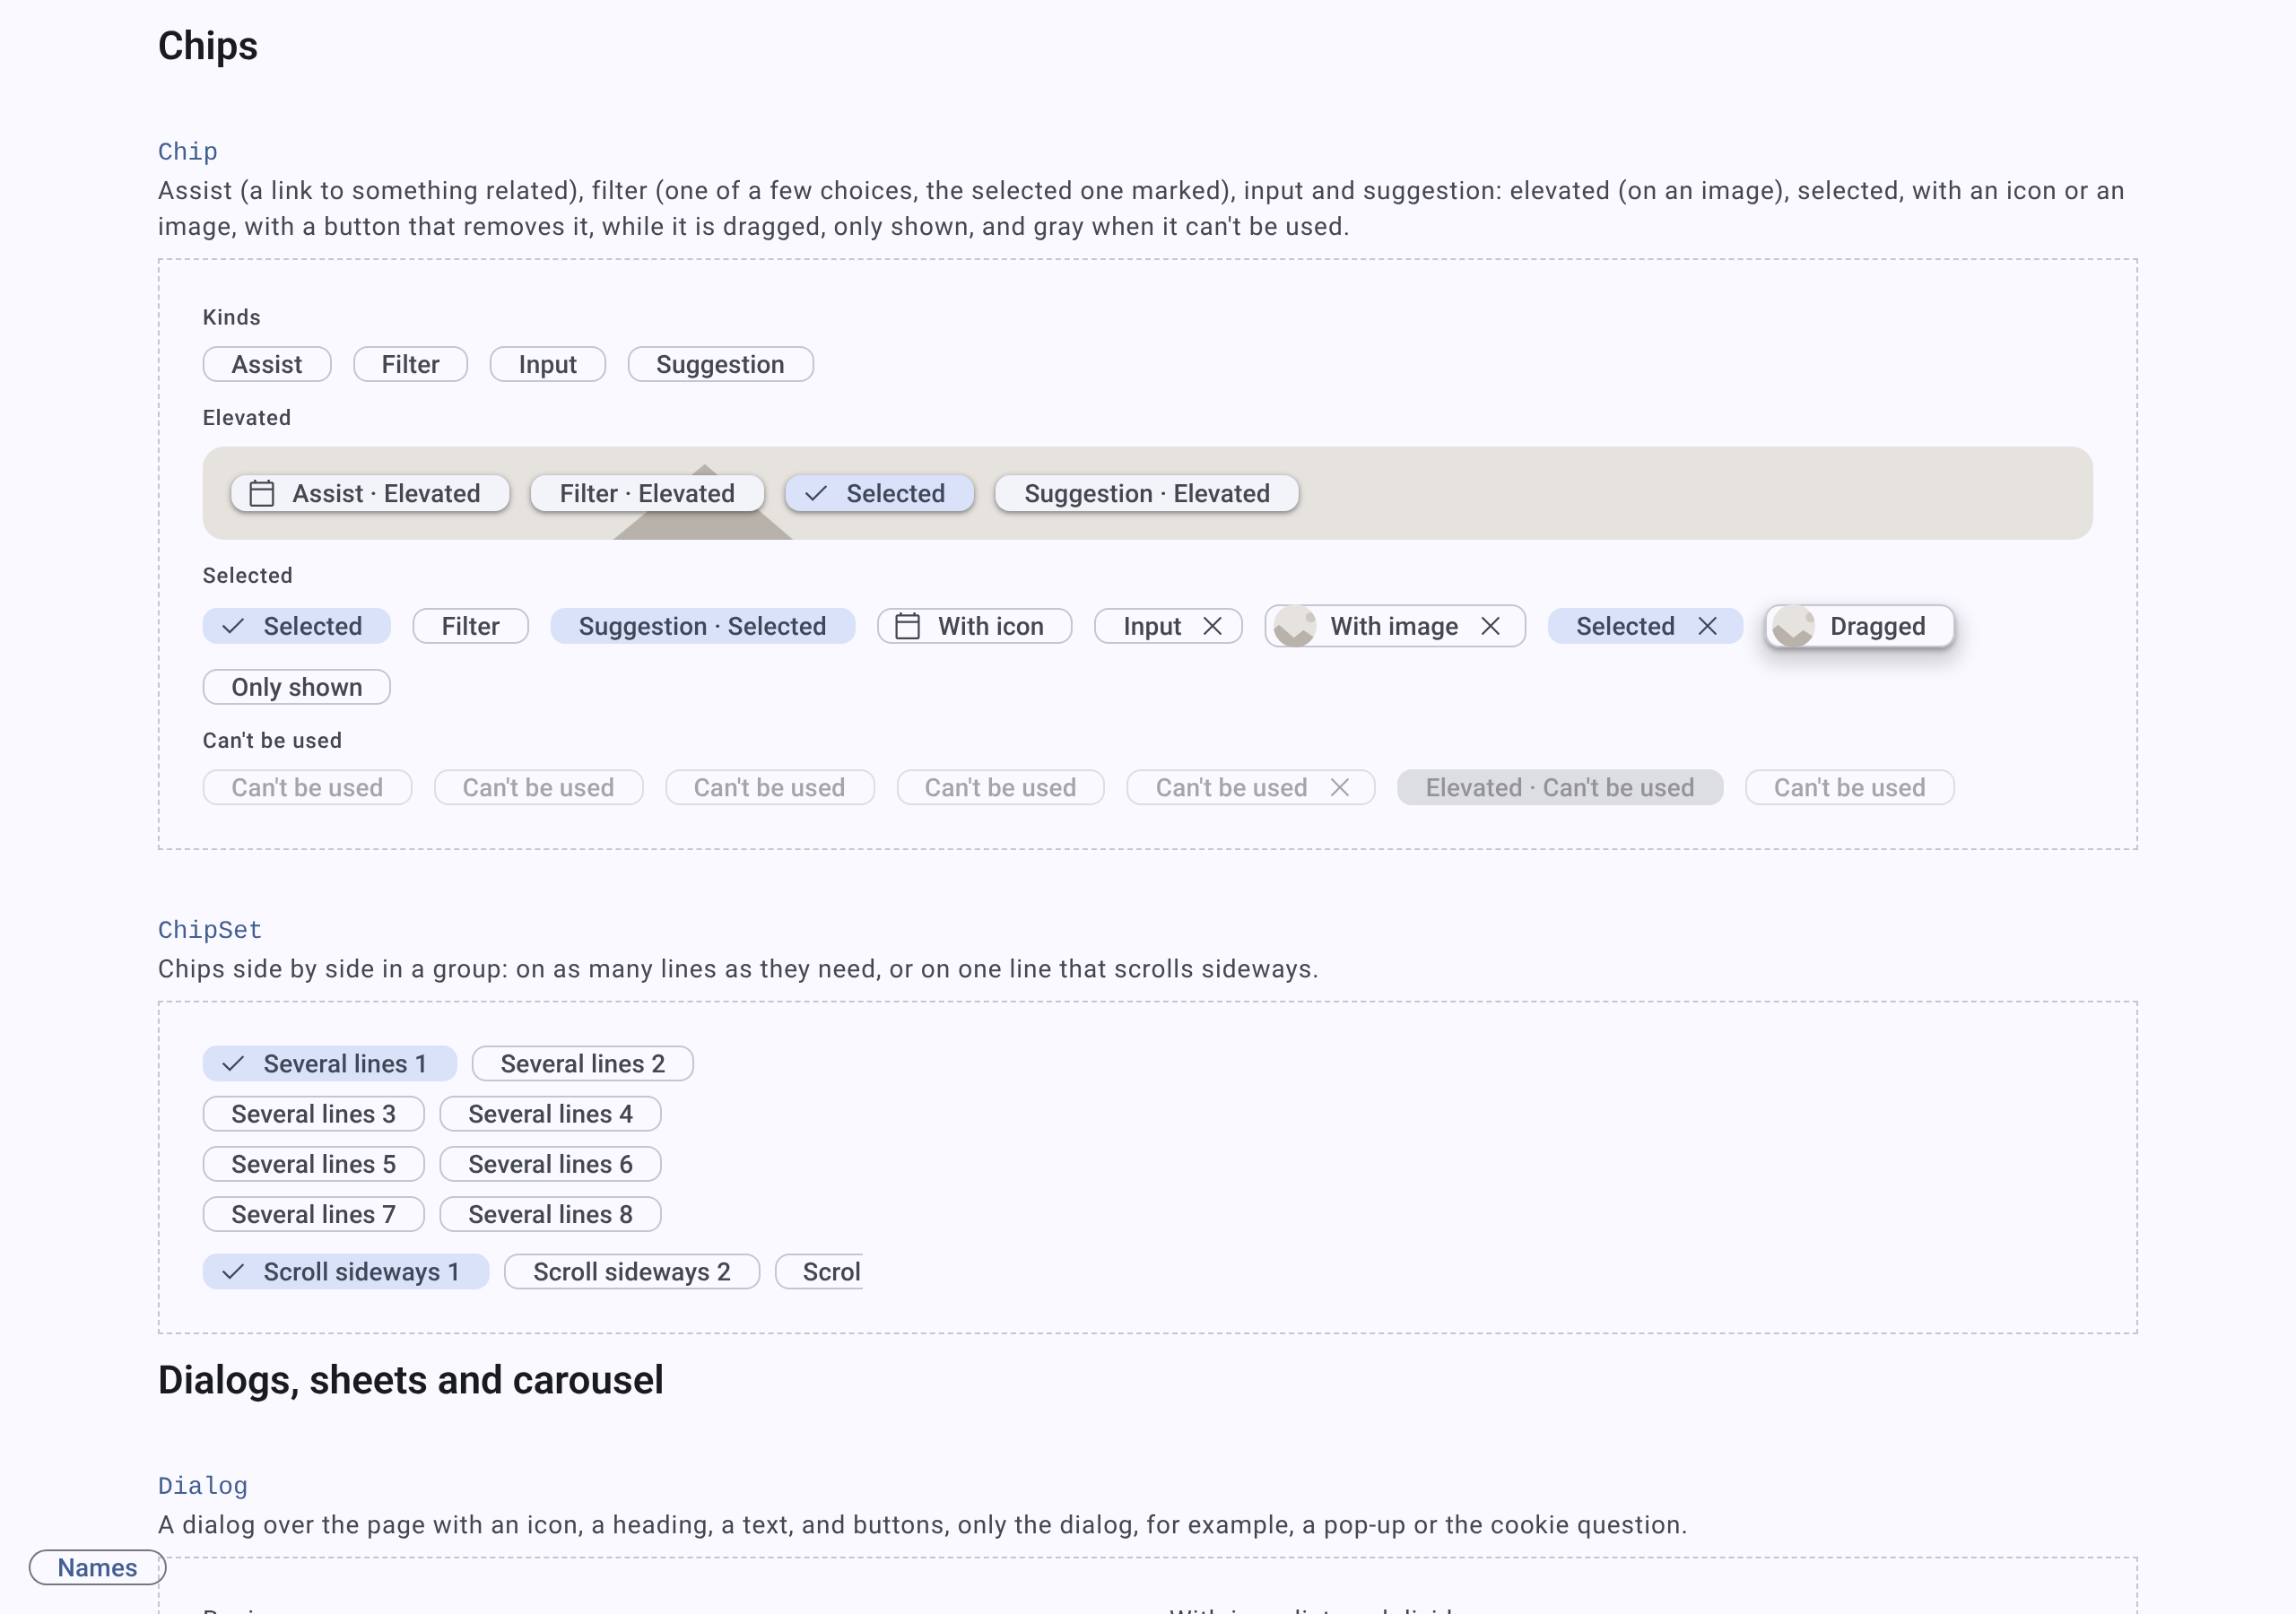 Chips
Chip
Assist (a link to something related), filter (one of a few choices, the selected one marked), input and suggestion: elevated (on an image), selected, with an icon or an
image, with a button that removes it, while it is dragged, only shown, and gray when it can't be used.
Kinds
Assist Filter Input Suggestion
Elevated
Assist · Elevated Filter · Elevated Selected Suggestion · Elevated
Selected
Selected Filter Suggestion · Selected With icon Input With image Selected Dragged
Only shown
Can't be used
Can't be used Can't be used Can't be used Can't be used Can't be used Elevated · Can't be used Can't be used
ChipSet
Chips side by side in a group: on as many lines as they need, or on one line that scrolls sideways.
Several lines 1 Several lines 2
Several lines 3 Several lines 4
Several lines 5 Several lines 6
Several lines 7 Several lines 8
Scroll sideways 1 Scroll sideways 2 Scrol
Dialogs, sheets and carousel
Dialog
A dialog over the page with an icon, a heading, a text, and buttons, only the dialog, for example, a pop-up or the cookie question.
Names